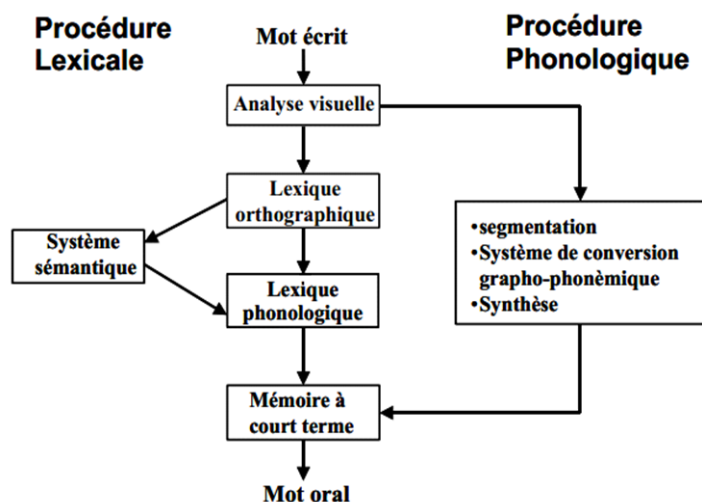 Procédure
Lexicale
Mot écrit
Procédure
Phonologique
Analyse visuelle
Lexique
orthographique
Système
sémantique
Lexique
phonologique
•segmentation
•Système de conversion
grapho-phonèmique
•Synthèse
Mémoire à
court terme
Mot oral